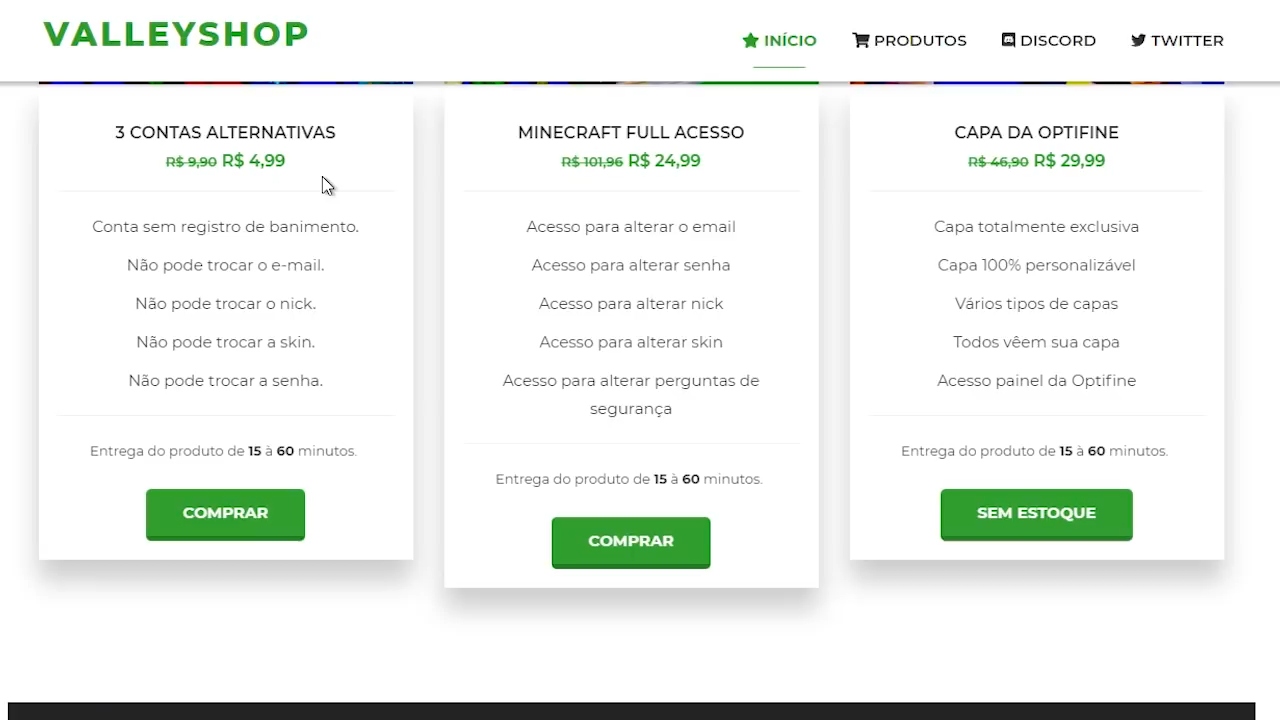 VALLEYSHOP
INÍCIO PRODUTOS DISCORD TWITTER
3 CONTAS ALTERNATIVAS
R$ 9,90 R$ 4,99
Conta sem registro de banimento.
Não pode trocar o e-mail.
Não pode trocar o nick.
Não pode trocar a skin.
Não pode trocar a senha.
Entrega do produto de 15 à 60 minutos.
COMPRAR
MINECRAFT FULL ACESSO
R$ 101,96 R$ 24,99
Acesso para alterar o email
Acesso para alterar senha
Acesso para alterar nick
Acesso para alterar skin
Acesso para alterar perguntas de
segurança
Entrega do produto de 15 à 60 minutos.
COMPRAR
CAPA DA OPTIFINE
R$ 46,90 R$ 29,99
Capa totalmente exclusiva
Capa 100% personalizável
Vários tipos de capas
Todos vêem sua capa
Acesso painel da Optifine
Entrega do produto de 15 à 60 minutos.
SEM ESTOQUE